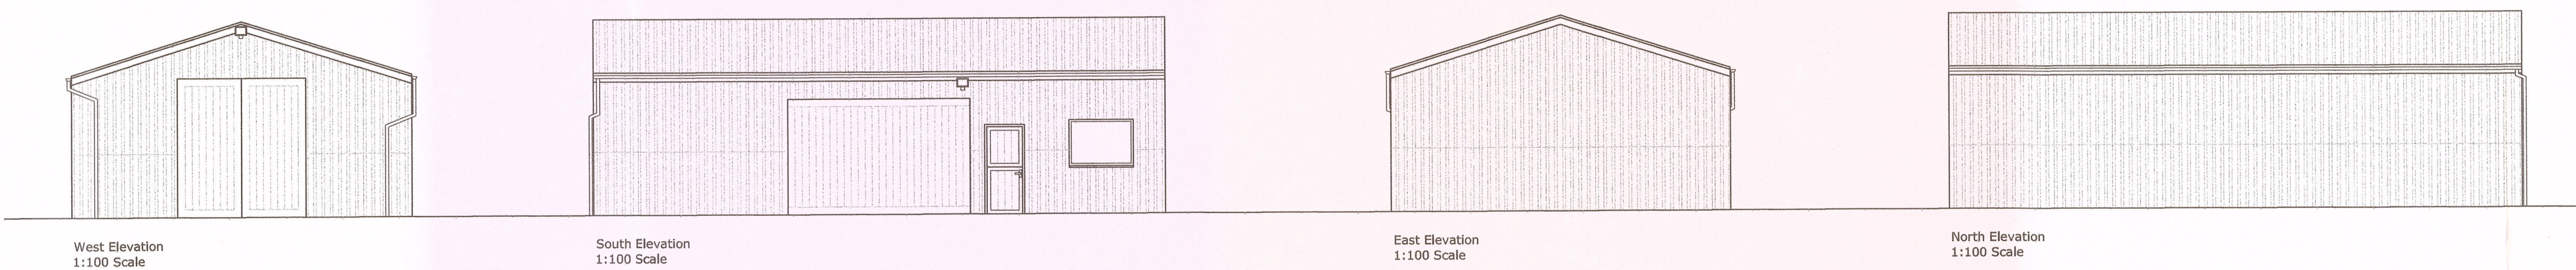 West Elevation
1:100 Scale
South Elevation
1:100 Scale
East Elevation
1:100 Scale
North Elevation
1:100 Scale